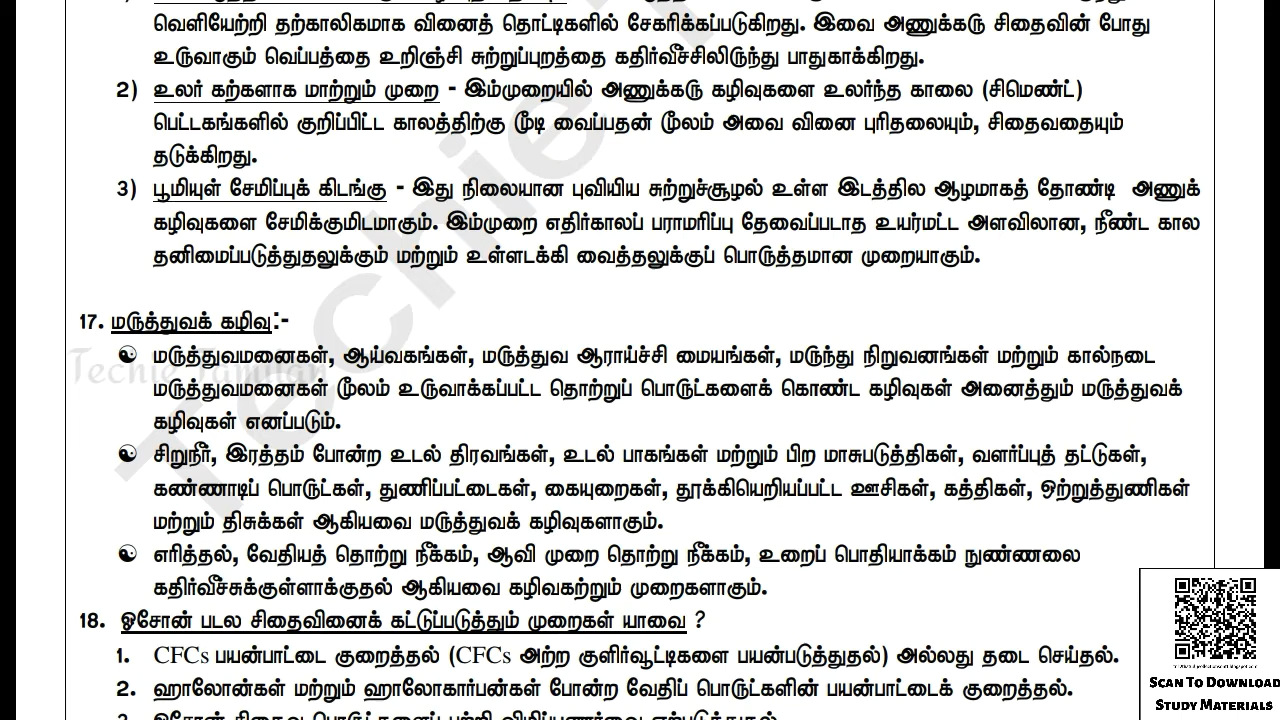 வெளியேற்றி தற்காலிகமாக வினைத் தொட்டிகளில் சேகரிக்கப்படுகிறது. இவை அணுக்கரு சிதைவின் போது
உருவாகும் வெப்பத்தை உறிஞ்சி சுற்றுப்புறத்தை கதிர்வீச்சிலிருந்து பாதுகாக்கிறது.
2) உலர் கற்களாக மாற்றும் முறை - இம்முறையில் அணுக்கரு கழிவுகளை உலர்ந்த காலை (சிமெண்ட்)
பெட்டகங்களில் குறிப்பிட்ட காலத்திற்கு மூடி வைப்பதன் மூலம் அவை வினை புரிதலையும், சிதைவதையும்
தடுக்கிறது.
3) பூமியுள் சேமிப்புக் கிடங்கு - இது நிலையான புவியிய சுற்றுச்சூழல் உள்ள இடத்தில ஆழமாகத் தோண்டி அணுக்
கழிவுகளை சேமிக்குமிடமாகும். இம்முறை எதிர்காலப் பராமரிப்பு தேவைப்படாத உயர்மட்ட அளவிலான, நீண்ட கால
தனிமைப்படுத்துதலுக்கும் மற்றும் உள்ளடக்கி வைத்தலுக்குப் பொருத்தமான முறையாகும்.
17. மருத்துவக் கழிவு:-
மருத்துவமனைகள், ஆய்வகங்கள், மருத்துவ ஆராய்ச்சி மையங்கள், மருந்து நிறுவனங்கள் மற்றும் கால்நடை
மருத்துவமனைகள் மூலம் உருவாக்கப்பட்ட தொற்றுப் பொருட்களைக் கொண்ட கழிவுகள் அனைத்தும் மருத்துவக்
கழிவுகள் எனப்படும்.
சிறுநீர், இரத்தம் போன்ற உடல் திரவங்கள், உடல் பாகங்கள் மற்றும் பிற மாசுபடுத்திகள், வளர்ப்புத் தட்டுகள்,
கண்ணாடிப் பொருட்கள், துணிப்பட்டைகள், கையுறைகள், தூக்கியெறியப்பட்ட ஊசிகள், கத்திகள், ஒற்றுத்துணிகள்
மற்றும் திசுக்கள் ஆகியவை மருத்துவக் கழிவுகளாகும்.
எரித்தல், வேதியத் தொற்று நீக்கம், ஆவி முறை தொற்று நீக்கம், உறைப் பொதியாக்கம் நுண்ணலை
கதிர்வீச்சுக்குள்ளாக்குதல் ஆகியவை கழிவகற்றும் முறைகளாகும்.
18. ஓசோன் படல சிதைவினைக் கட்டுப்படுத்தும் முறைகள் யாவை ?
1. CFCs பயன்பாட்டை குறைத்தல் (CFCs அற்ற குளிர்வூட்டிகளை பயன்படுத்துதல்) அல்லது தடை செய்தல்.
2. ஹாலோன்கள் மற்றும் ஹாலோகார்பன்கள் போன்ற வேதிப் பொருட்களின் பயன்பாட்டைக் குறைத்தல்.
Techie Tamilan
SCAN TO DOWNLOAD
STUDY MATERIALS